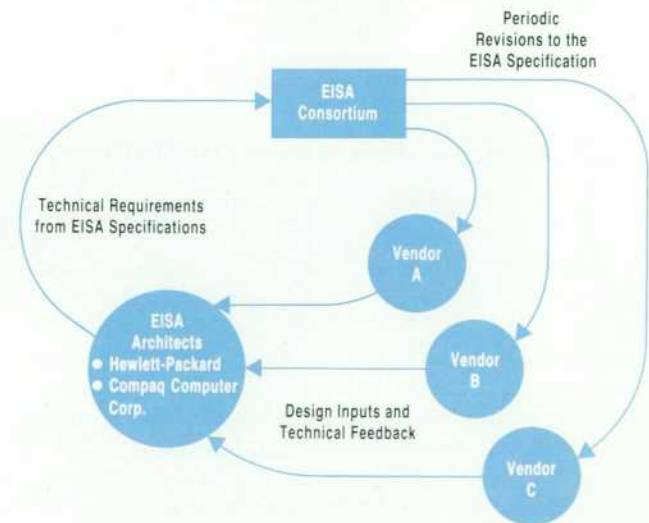 Periodic
Revisions to the
EISA Specification
EISA
Consortium
Technical Requirements
from EISA Specifications
Vendor
A
EISA
Architects
● Hewlett-Packard
● Compaq Computer
Corp.
Vendor
B
Design Inputs and
Technical Feedback
Vendor
C